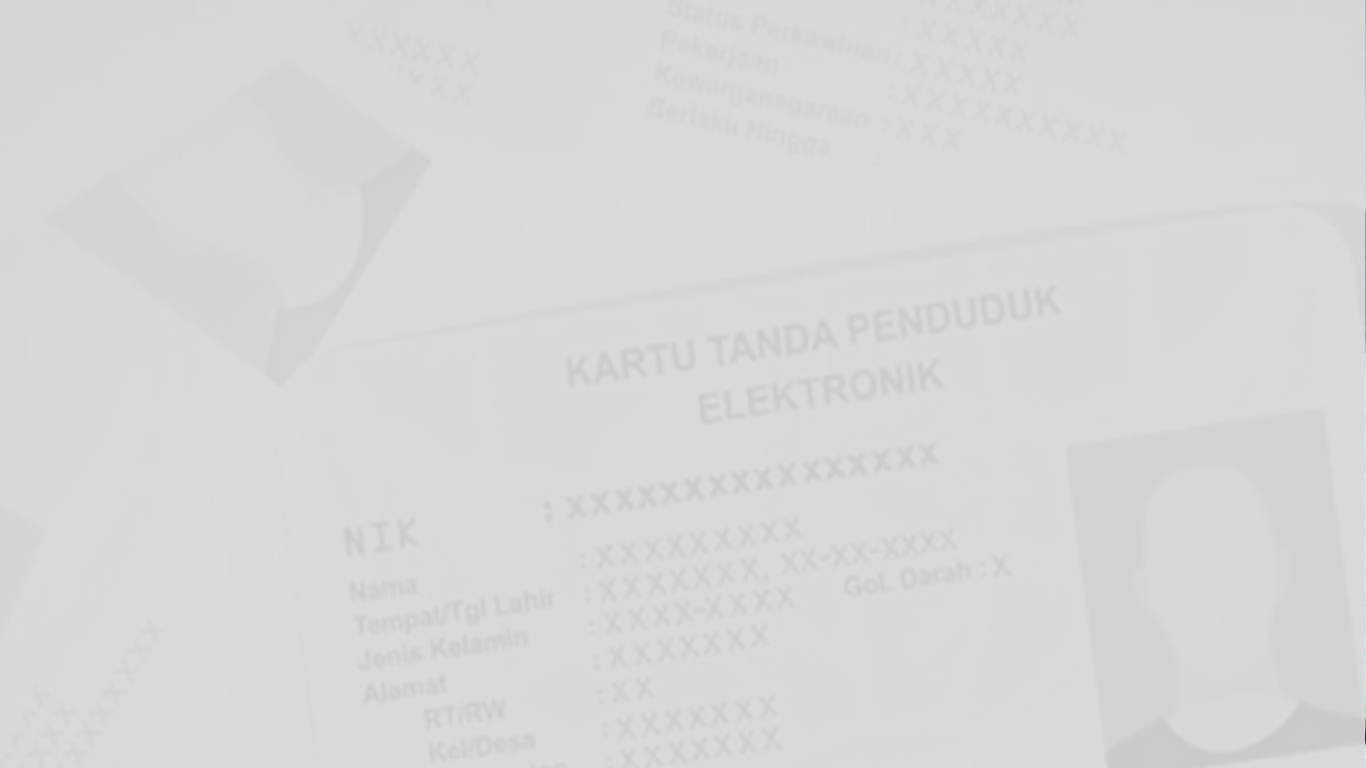 XXXXXX
XXX
XXXXXXX
: XXXXX
Status Perkawinan : XXXXX
Pekerjaan : XXXXXXXXXX
Kewarganagaraan : XXX
Berlaku Hingga :
KARTU TANDA PENDUDUK
ELEKTRONIK
NIK : XXXXXXXXXXXXXXXX
Nama : XXXXXXXXX
Tempat/Tgl Lahir : XXXXXXX, XX-XX-XXXX
Jenis Kelamin : XXXX-XXXX Gol. Darah : X
Alamat : XXXXXXX
RT/RW : XX
Kel/Desa : XXXXXXX
: XXXXXXX